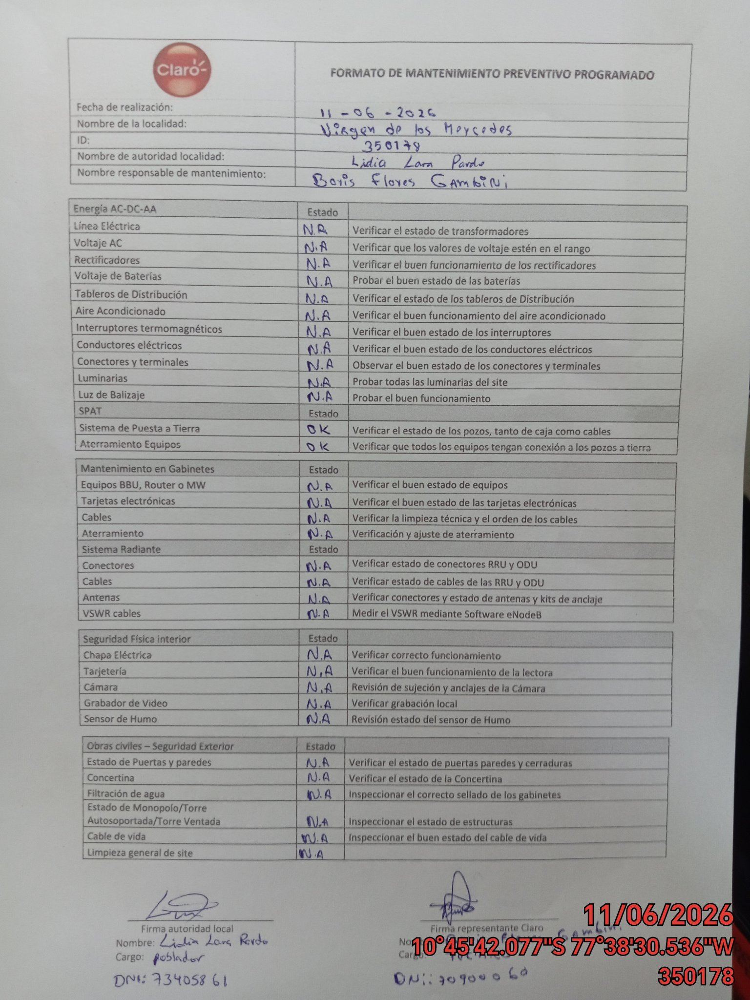 Claro
FORMATO DE MANTENIMIENTO PREVENTIVO PROGRAMADO
Fecha de realización: 11-06-2026
Nombre de la localidad: Virgen de los Mercedes
ID: 350178
Nombre de autoridad localidad: Lidia Lara Pardo
Nombre responsable de mantenimiento: Boris Flores GAmbiNi
Energía AC-DC-AA Estado
Línea Eléctrica N.A Verificar el estado de transformadores
Voltaje AC N.A Verificar que los valores de voltaje estén en el rango
Rectificadores N.A Verificar el buen funcionamiento de los rectificadores
Voltaje de Baterías N.A Probar el buen estado de las baterías
Tableros de Distribución N.A Verificar el estado de los tableros de Distribución
Aire Acondicionado N.A Verificar el buen funcionamiento del aire acondicionado
Interruptores termomagnéticos N.A Verificar el buen estado de los interruptores
Conductores eléctricos N.A Verificar el buen estado de los conductores eléctricos
Conectores y terminales N.A Observar el buen estado de los conectores y terminales
Luminarias N.A Probar todas las luminarias del site
Luz de Balizaje N.A Probar el buen funcionamiento
SPAT Estado
Sistema de Puesta a Tierra OK Verificar el estado de los pozos, tanto de caja como cables
Aterramiento Equipos OK Verificar que todos los equipos tengan conexión a los pozos a tierra
Mantenimiento en Gabinetes Estado
Equipos BBU, Router o MW N.A Verificar el buen estado de equipos
Tarjetas electrónicas N.A Verificar el buen estado de las tarjetas electrónicas
Cables N.A Verificar la limpieza técnica y el orden de los cables
Aterramiento N.A Verificación y ajuste de aterramiento
Sistema Radiante Estado
Conectores N.A Verificar estado de conectores RRU y ODU
Cables N.A Verificar estado de cables de las RRU y ODU
Antenas N.A Verificar conectores y estado de antenas y kits de anclaje
VSWR cables N.A Medir el VSWR mediante Software eNodeB
Seguridad Física interior Estado
Chapa Eléctrica N.A Verificar correcto funcionamiento
Tarjetería N.A Verificar el buen funcionamiento de la lectora
Cámara N.A Revisión de sujeción y anclajes de la Cámara
Grabador de Video N.A Verificar grabación local
Sensor de Humo N.A Revisión estado del sensor de Humo
Obras civiles – Seguridad Exterior Estado
Estado de Puertas y paredes N.A Verificar el estado de puertas paredes y cerraduras
Concertina N.A Verificar el estado de la Concertina
Filtración de agua N.A Inspeccionar el correcto sellado de los gabinetes
Estado de Monopolo/Torre
Autosoportada/Torre Ventada N.A Inspeccionar el estado de estructuras
Cable de vida N.A Inspeccionar el buen estado del cable de vida
Limpieza general de site N.A
Firma autoridad local
Nombre: Lidia Lara Pardo
Cargo: poblador
DNI: 73405861
Firma representante Claro
GAmbini
Cargo:
DNi: 70900060
11/06/2026
10°45'42.077"S 77°38'30.536"W
350178